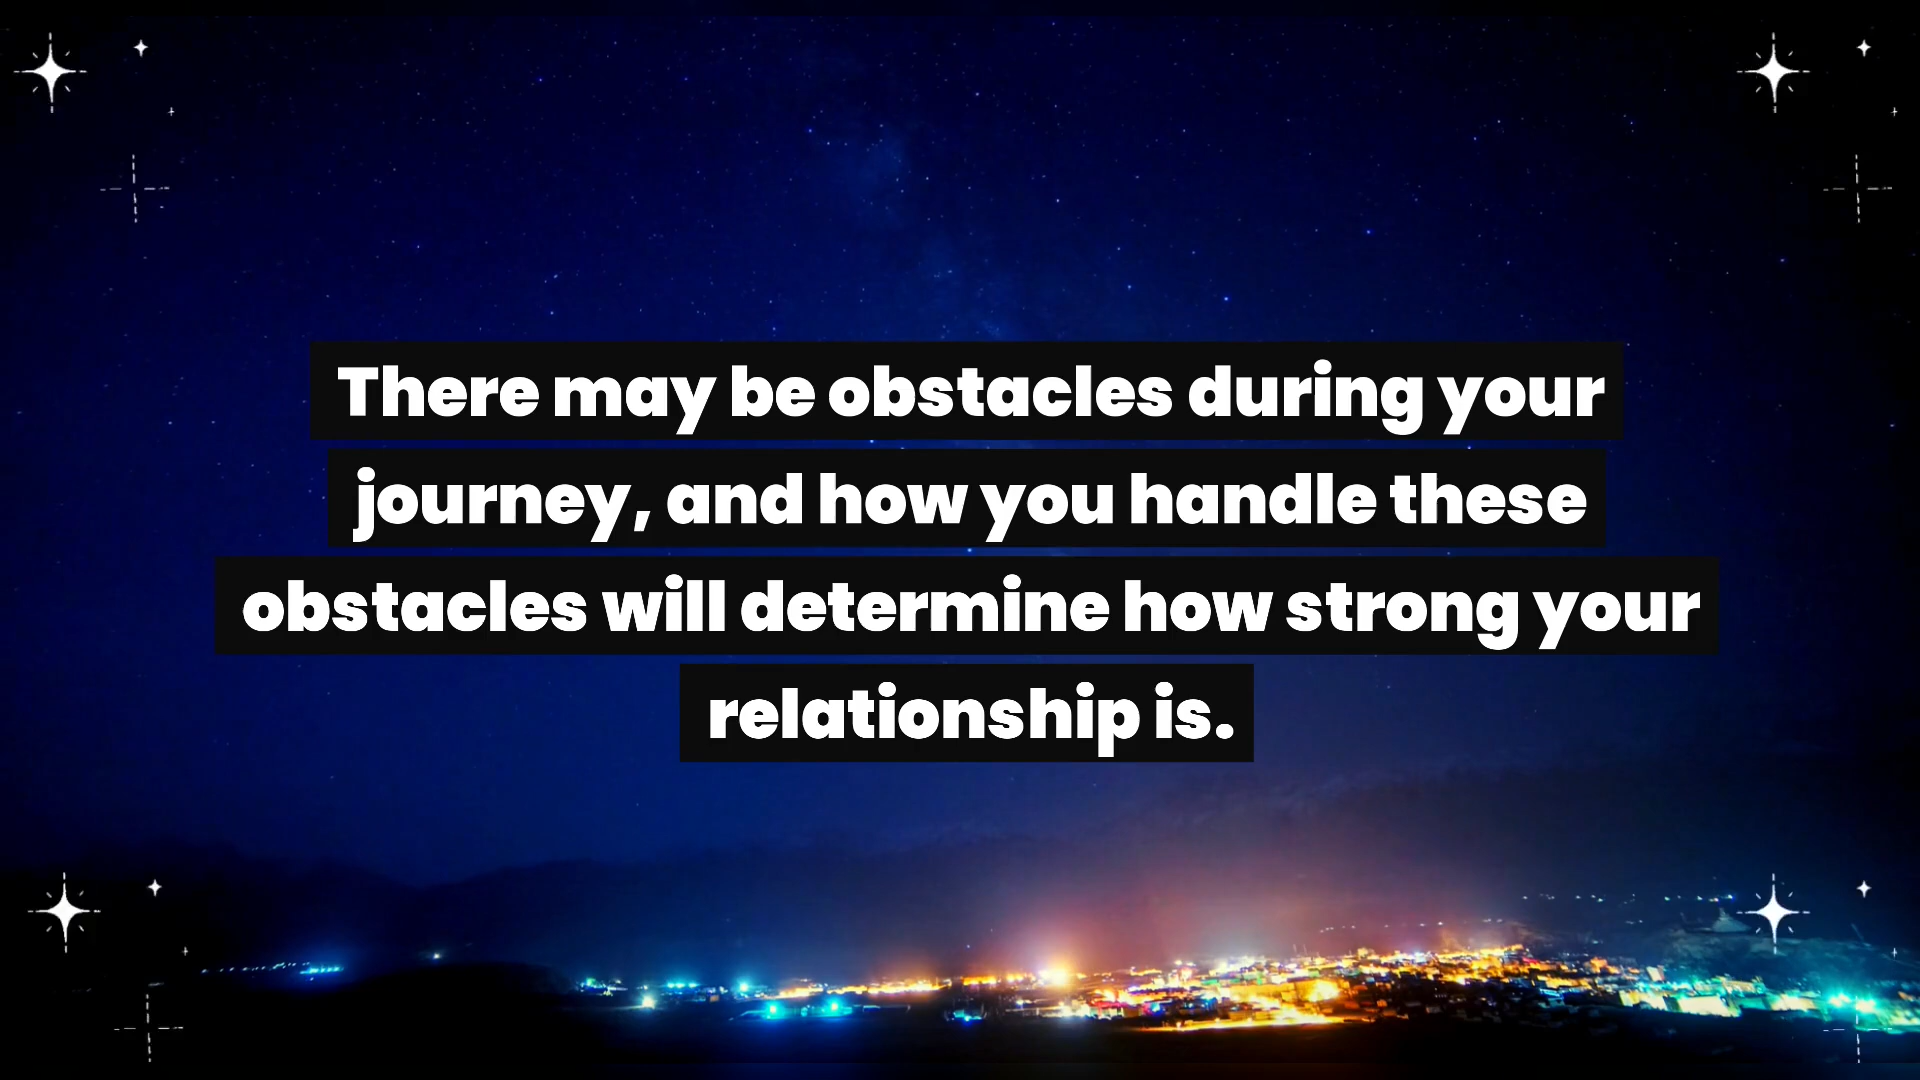 There may be obstacles during your
journey, and how you handle these
obstacles will determine how strong your
relationship is.